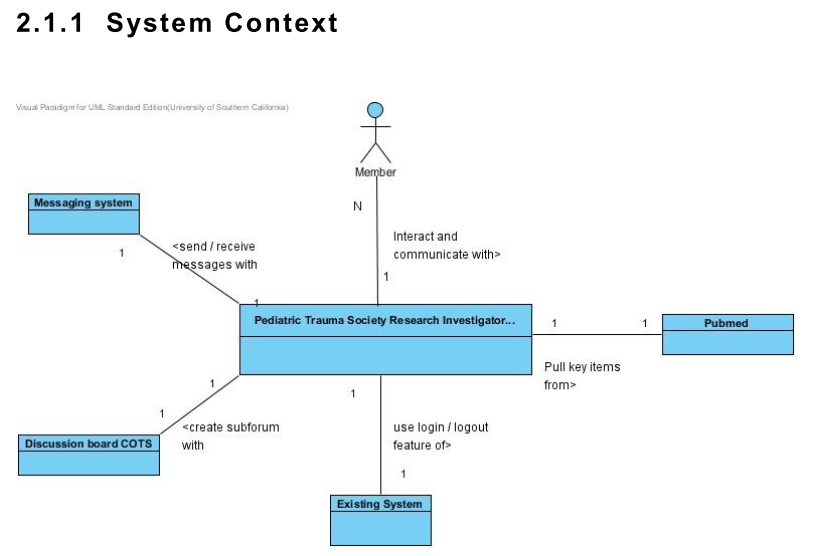 2.1.1 System Context
Visual Paradigm for UML Standard Edition(University of Southern California)
Member
N
Messaging system
1
<send / receive
messages with
Interact and
communicate with>
1
1
Pediatric Trauma Society Research Investigator...
1
1
Pubmed
Pull key items
from>
1
1
1
<create subforum
with
use login / logout
feature of>
Discussion board COTS
1
Existing System